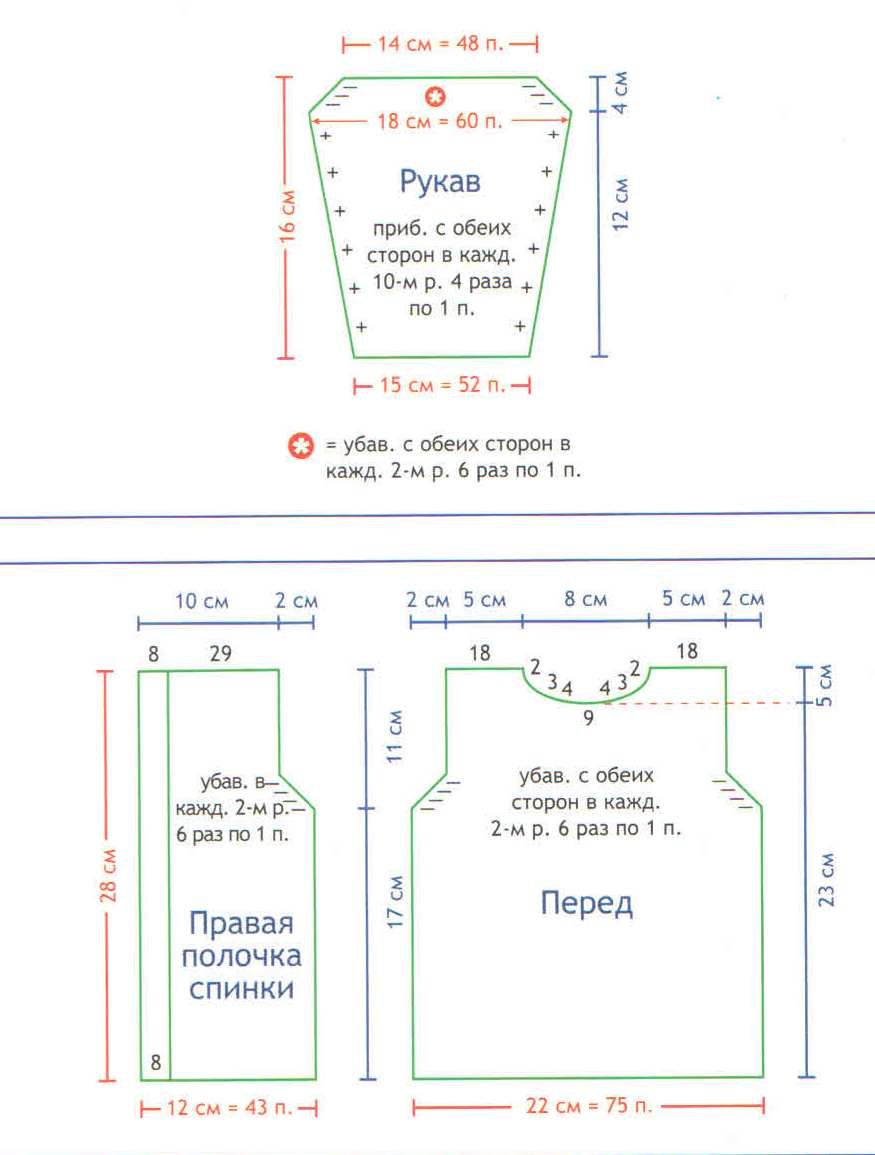 14 см = 48 п.
4 см
18 см = 60 п.
Рукав
приб. с обеих
сторон в кажд.
10-м р. 4 раза
по 1 п.
16 см
12 см
15 см = 52 п.
= убав. с обеих сторон в
кажд. 2-м р. 6 раз по 1 п.
10 см 2 см
8 29
11 см
убав. в
кажд. 2-м р.
6 раз по 1 п.
28 см
17 см
Правая
полочка
спинки
8
12 см = 43 п.
2 см 5 см 8 см 5 см 2 см
18 2 3 4 9 4 3 2 18
5 см
убав. с обеих
сторон в кажд.
2-м р. 6 раз по 1 п.
Перед
23 см
22 см = 75 п.